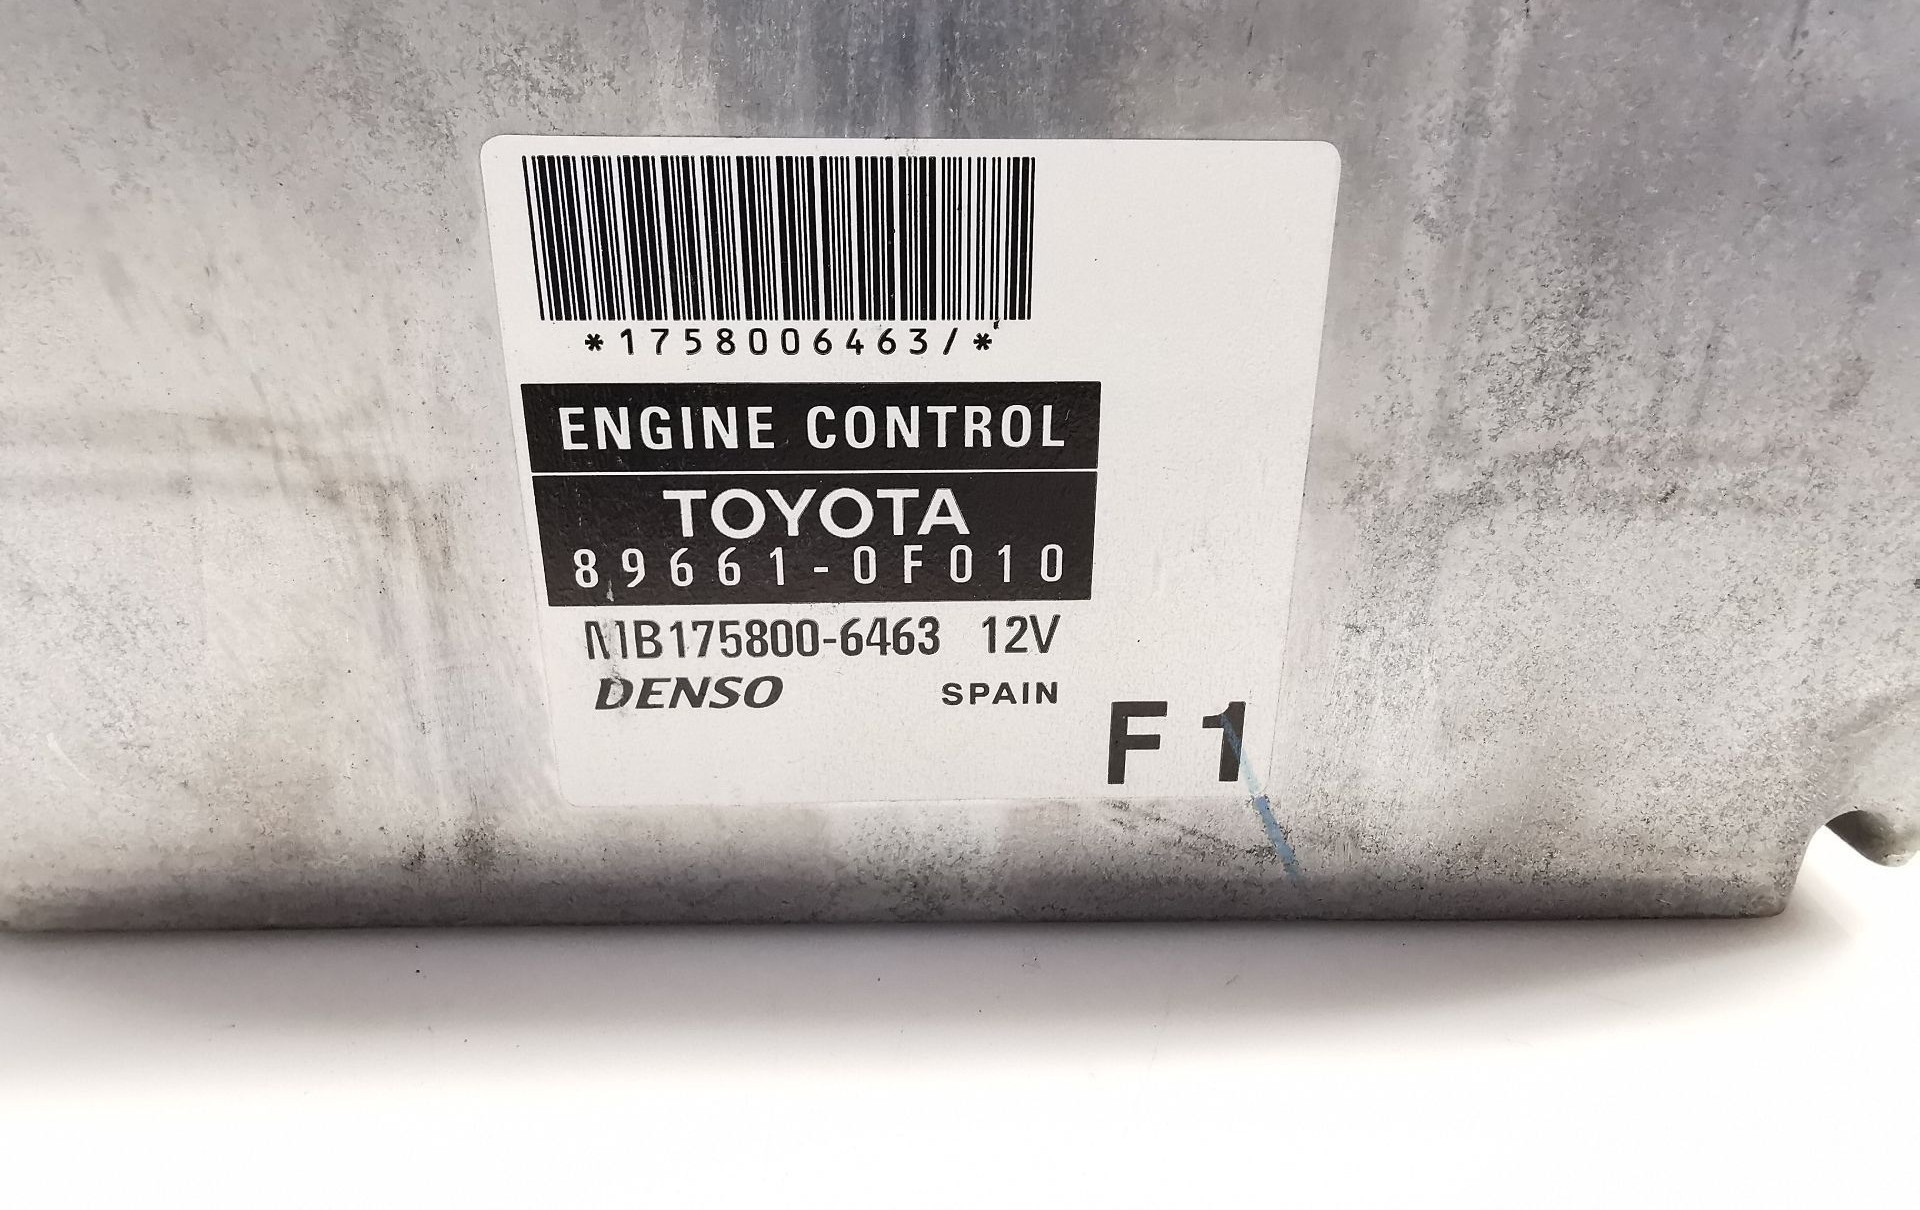 *1758006463/*
ENGINE CONTROL
TOYOTA
89661-0F010
MB175800-6463 12V
DENSO SPAIN
F1